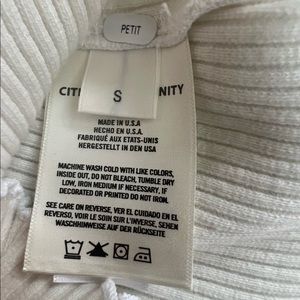 PETIT
S
CITI NITY
MADE IN U.S.A
HECHO EN U.S.A.
FABRIQUÉ AUX ETATS-UNIS
HERGESTELLT IN DEN USA
MACHINE WASH COLD WITH LIKE COLORS,
INSIDE OUT, DO NOT BLEACH, TUMBLE DRY
LOW, IRON MEDIUM IF NECESSARY, IF
DECORATED OR PRINTED DO NOT IRON.
SEE CARE ON REVERSE, VER EL CUIDADO EN EL
REVERSO, VOIR LE SOIN SUR L'INVERSE, SEHEN
WASCHHINWEISE AUF DER RÜCKSEITE